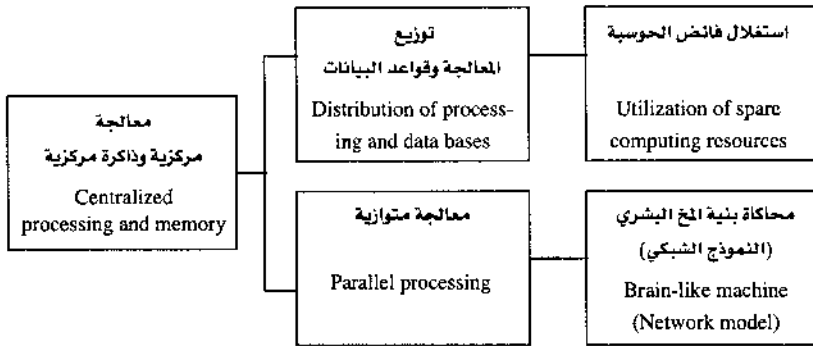 معالجة
مركزية وذاكرة مركزية
Centralized
processing and memory
توزيع
المعالجة وقواعد البيانات
Distribution of process-
ing and data bases
استغلال فائض الحوسبة
Utilization of spare
computing resources
معالجة متوازية
Parallel processing
محاكاة بنية المخ البشري
(النموذج الشبكي)
Brain-like machine
(Network model)